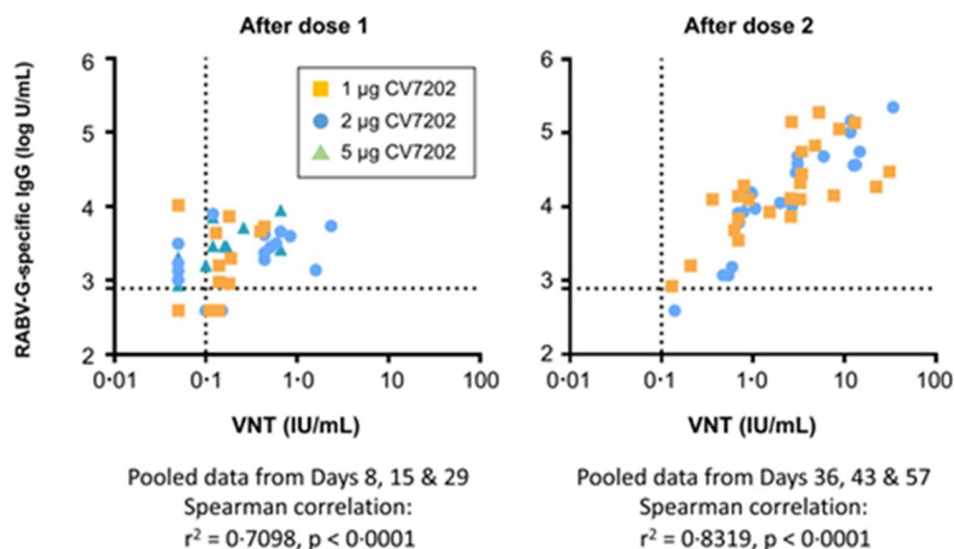 After dose 1
After dose 2
RABV-G-specific IgG (log U/mL)
6
5
4
3
2
1 µg CV7202
2 µg CV7202
5 µg CV7202
0·01
0·1
1·0
10
100
VNT (IU/mL)
6
5
4
3
2
0·01
0·1
1·0
10
100
VNT (IU/mL)
Pooled data from Days 8, 15 & 29
Spearman correlation:
r² = 0·7098, p < 0·0001
Pooled data from Days 36, 43 & 57
Spearman correlation:
r² = 0·8319, p < 0·0001